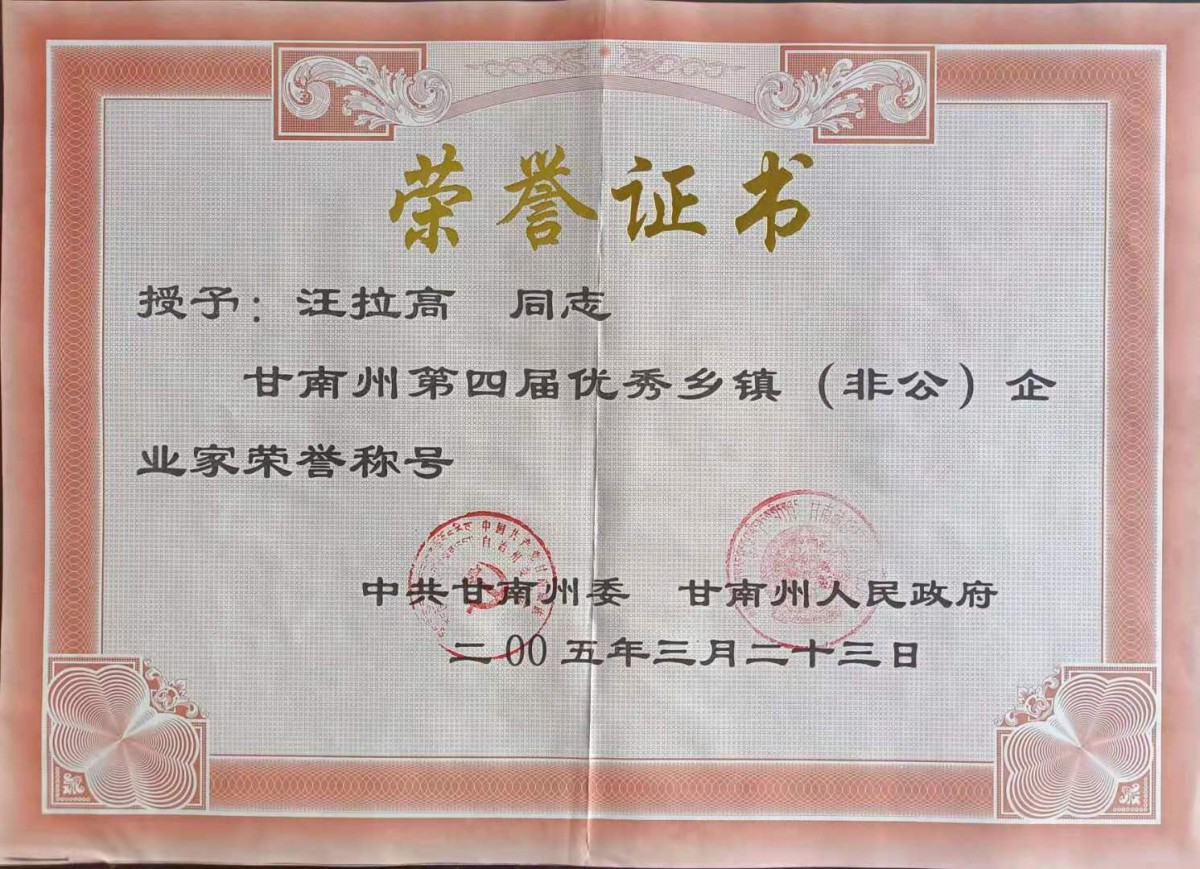 荣誉证书
授予：汪拉高 同志
甘南州第四届优秀乡镇（非公）企
业家荣誉称号
中共甘南州委 甘南州人民政府
二00五年三月二十三日